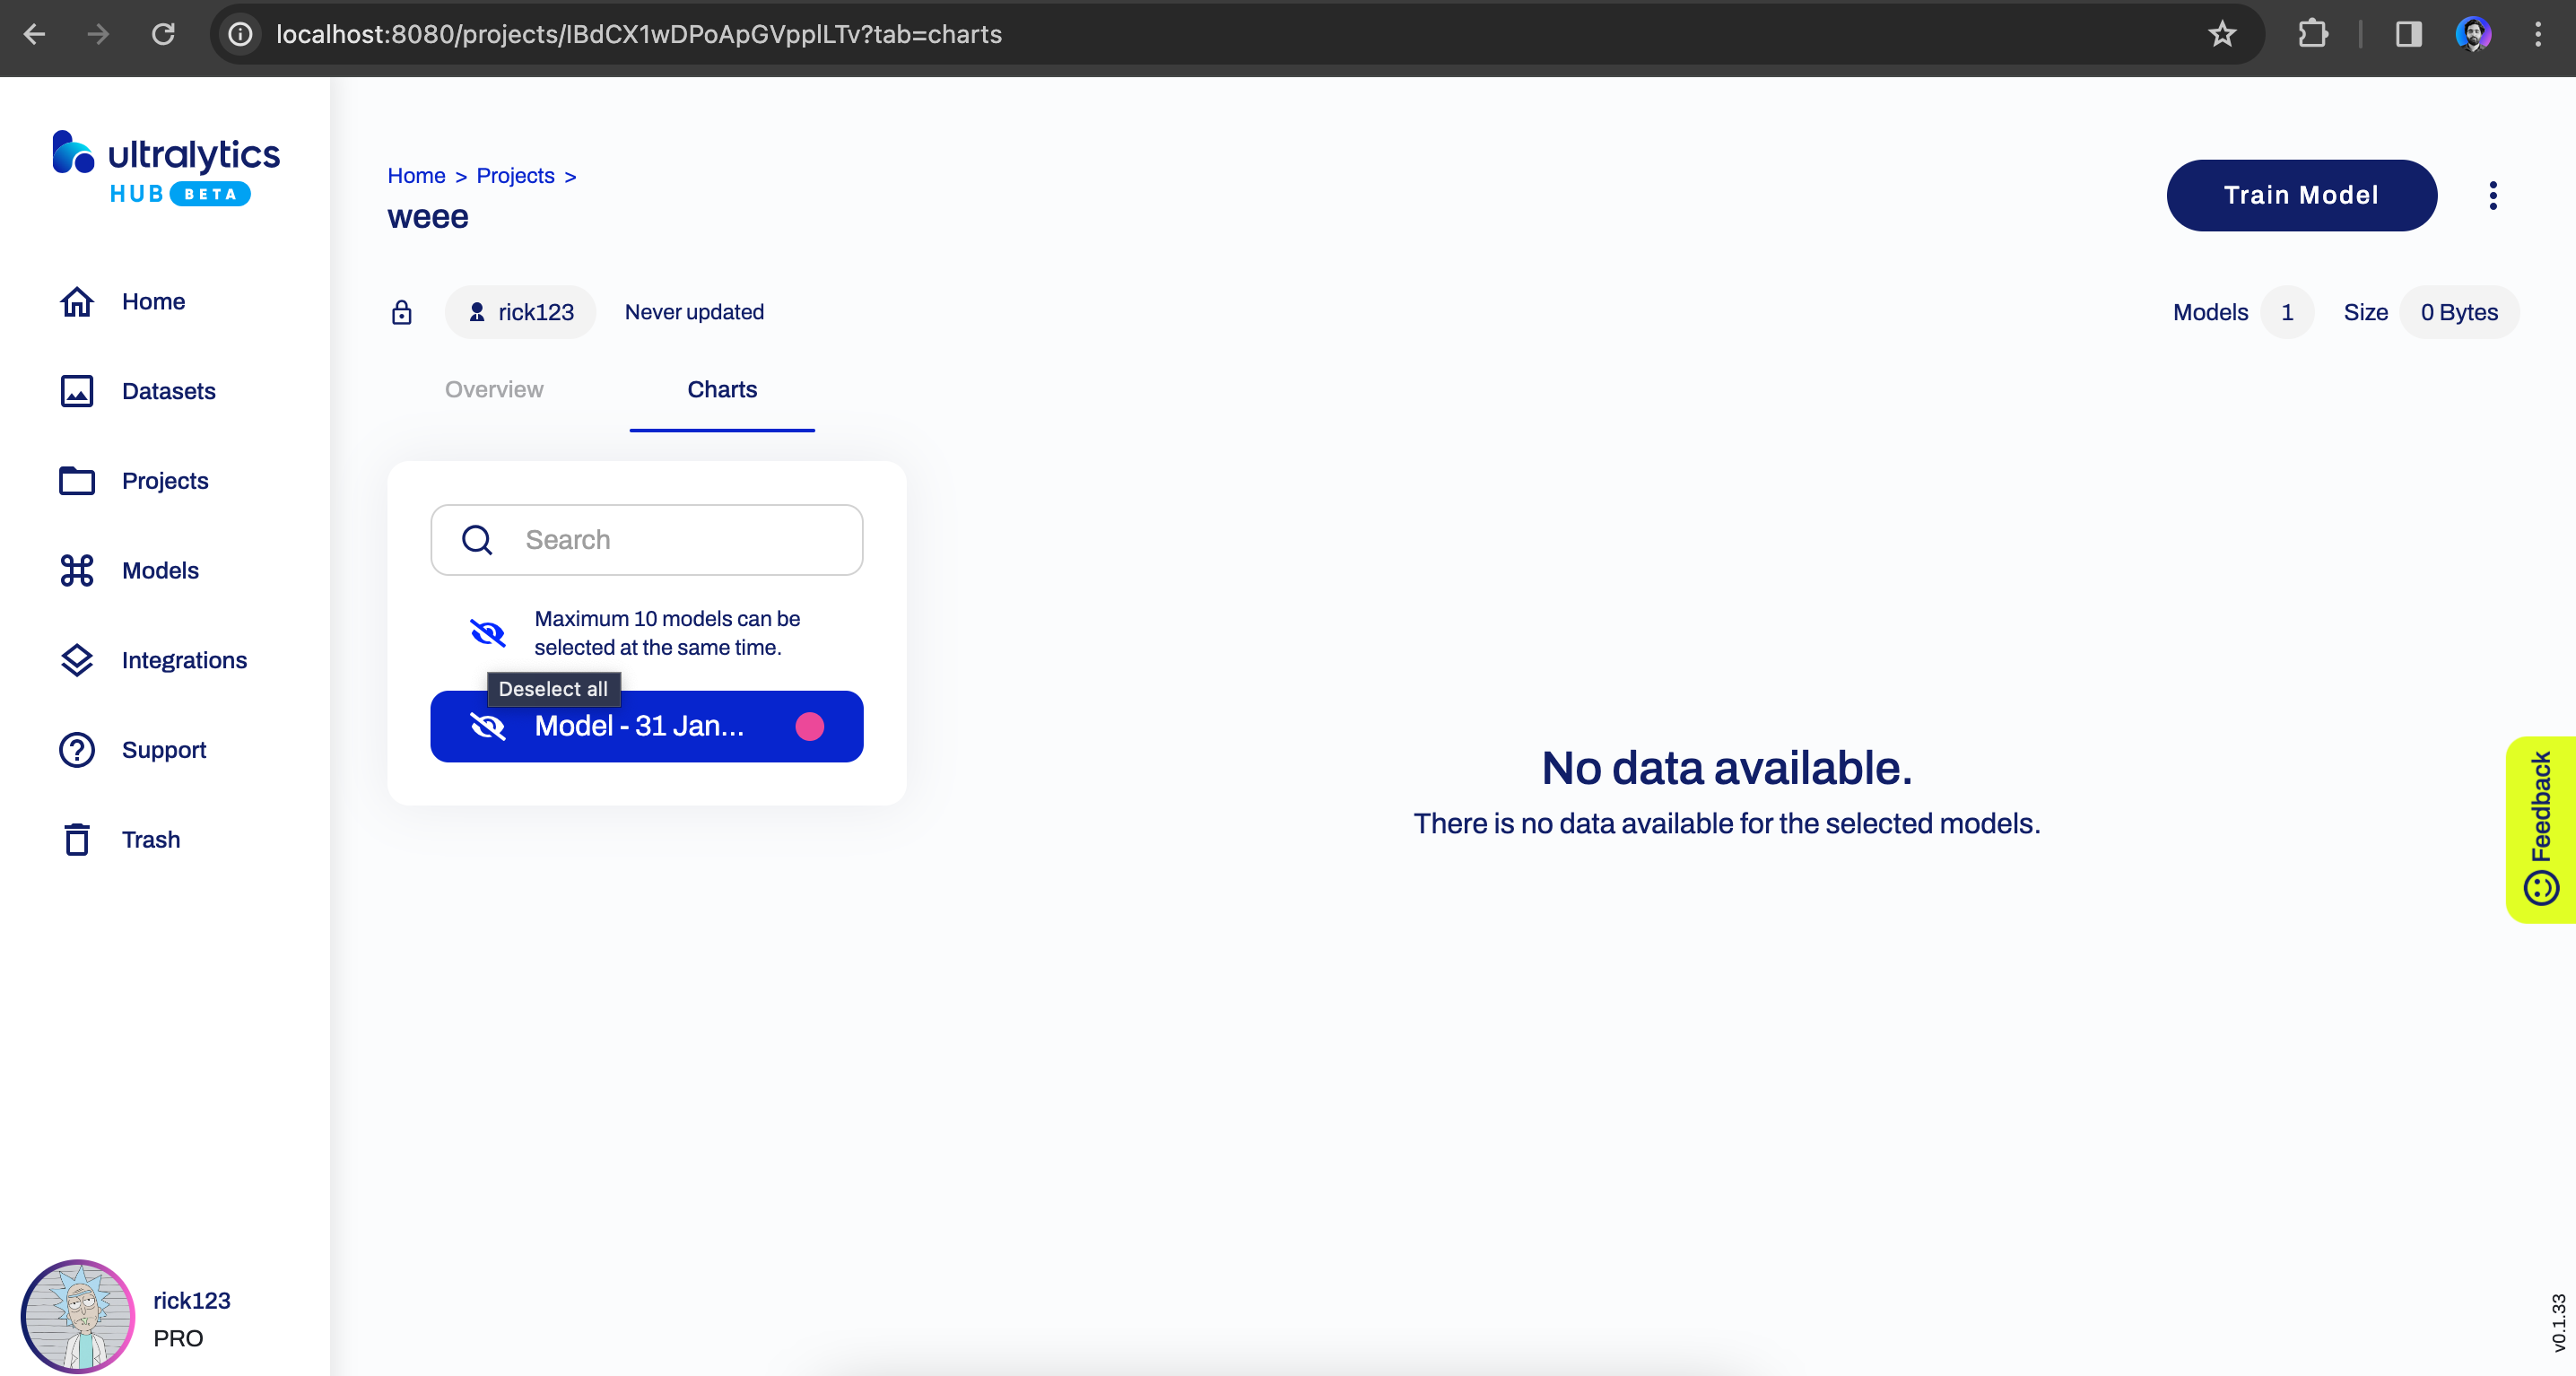 localhost:8080/projects/IBdCX1wDPoApGVpplLTv?tab=charts
ultralytics
HUB BETA
Home
Datasets
Projects
Models
Integrations
Support
Trash
rick123
PRO
Home > Projects >
weee
Train Model
rick123
Never updated
Models 1 Size 0 Bytes
Overview
Charts
Search
Maximum 10 models can be
selected at the same time.
Deselect all
Model - 31 Jan...
No data available.
There is no data available for the selected models.
Feedback
v0.1.33